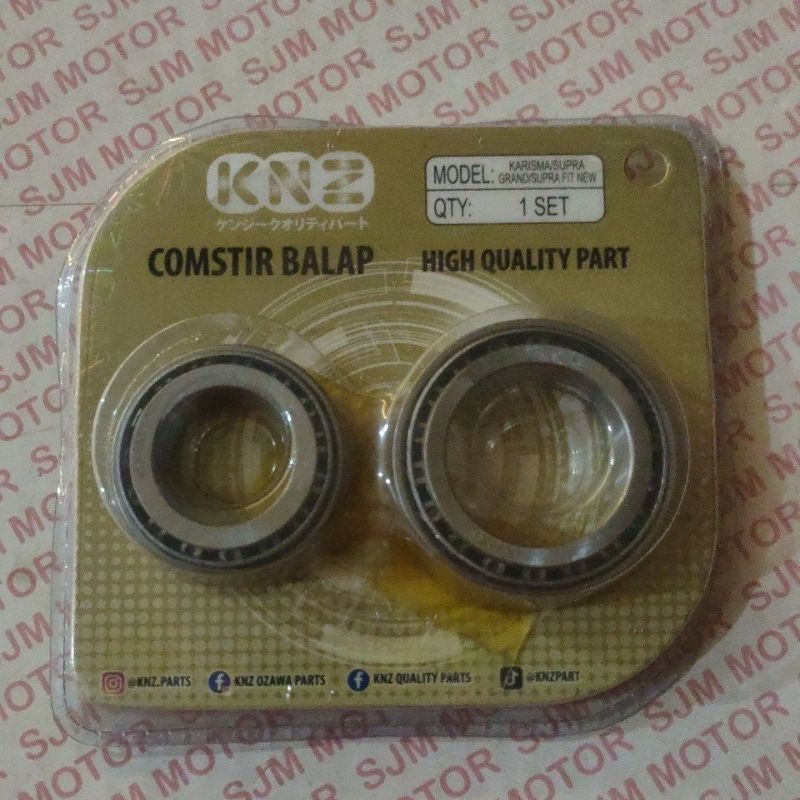 KNZ
ケンジークオリティパート
MODEL: KARISMA/SUPRA
GRAND/SUPRA FIT NEW
QTY: 1 SET
COMSTIR BALAP
HIGH QUALITY PART
@KNZ.PARTS
KNZ OZAWA PARTS
KNZ QUALITY PARTS
@KNZPART
SJM MOTOR SJM MOTOR SJM MOTOR